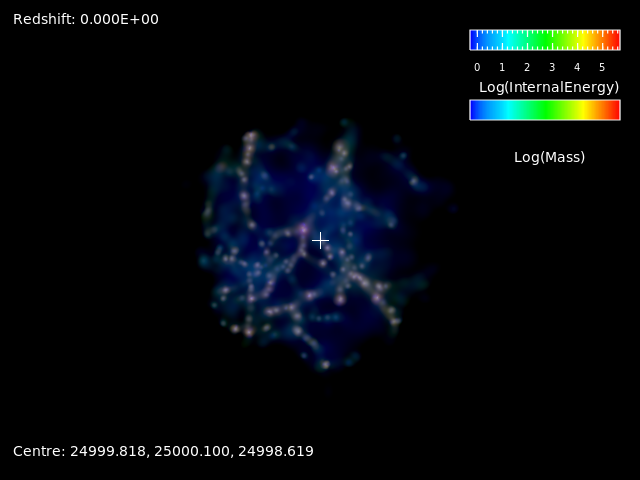 Redshift: 0.000E+00
0 1 2 3 4 5
Log(InternalEnergy)
Log(Mass)
Centre: 24999.818, 25000.100, 24998.619